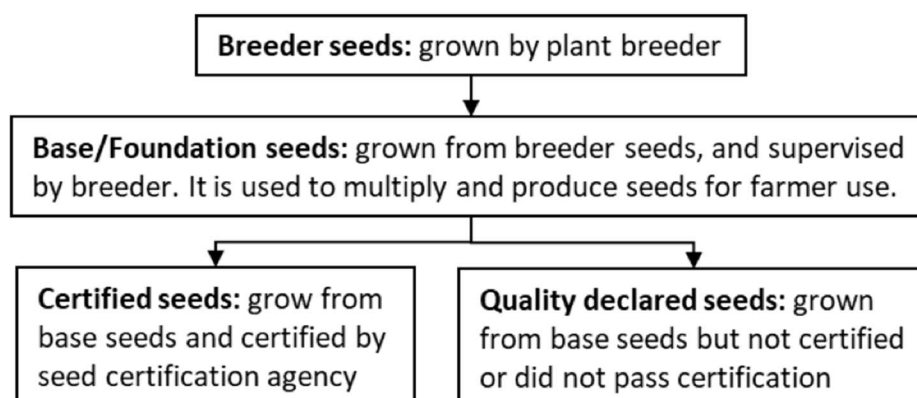 Breeder seeds: grown by plant breeder
Base/Foundation seeds: grown from breeder seeds, and supervised
by breeder. It is used to multiply and produce seeds for farmer use.
Certified seeds: grow from
base seeds and certified by
seed certification agency
Quality declared seeds: grown
from base seeds but not certified
or did not pass certification